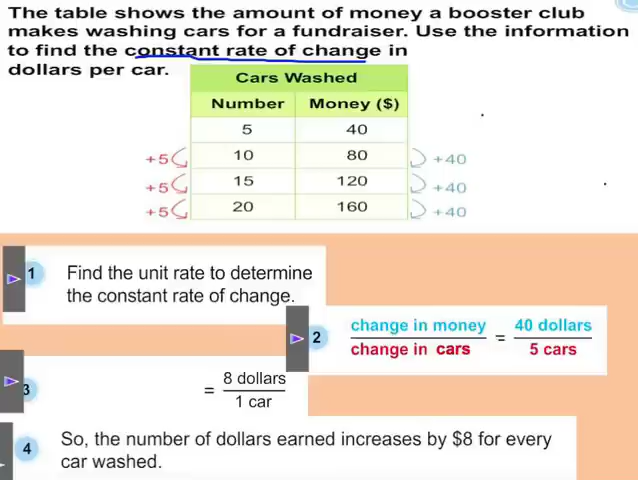 The table shows the amount of money a booster club
makes washing cars for a fundraiser. Use the information
to find the constant rate of change in
dollars per car.
Cars Washed
Number Money ($)
5 40
+5 10 80 +40
+5 15 120 +40
+5 20 160 +40
1 Find the unit rate to determine
the constant rate of change.
2 change in money = 40 dollars
change in cars 5 cars
3 = 8 dollars
1 car
4 So, the number of dollars earned increases by $8 for every
car washed.